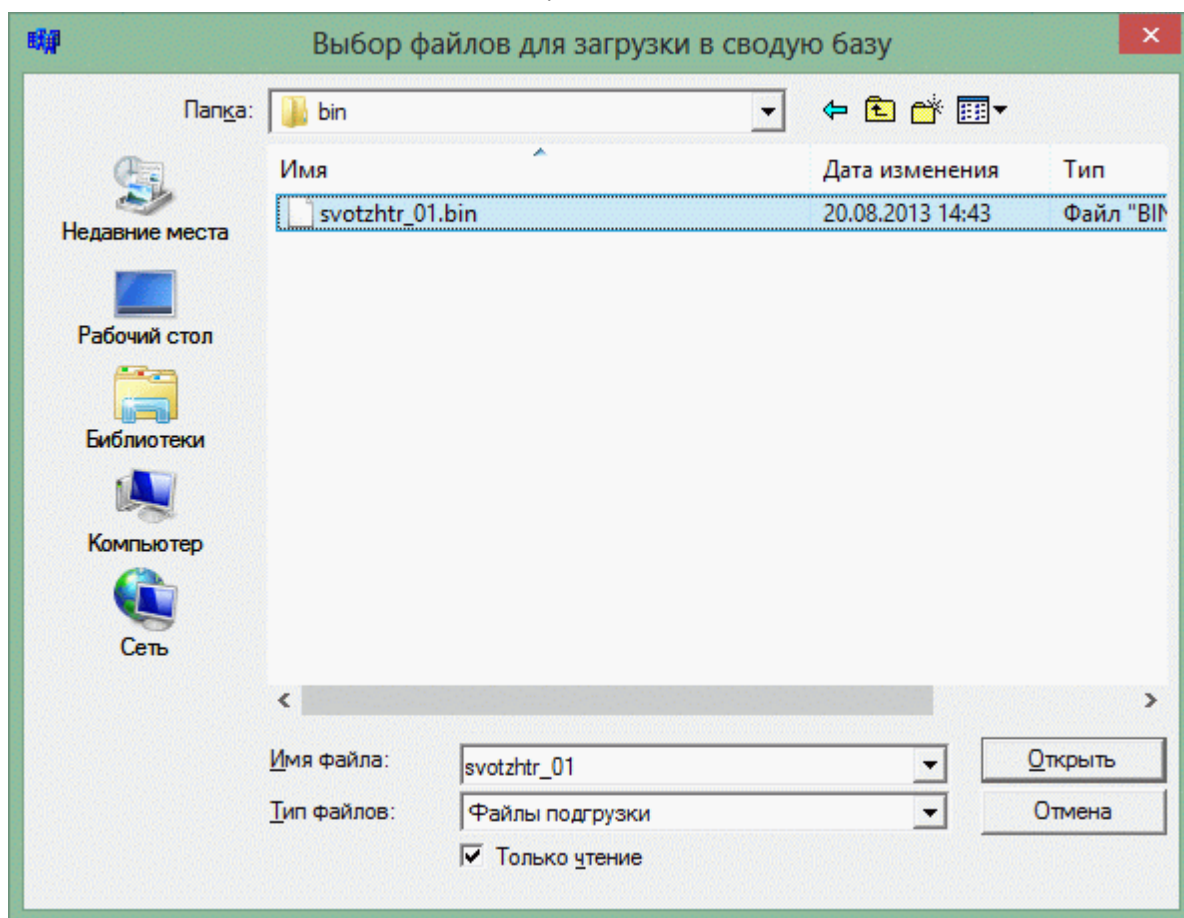 Выбор файлов для загрузки в сводую базу
Папка: bin
Имя Дата изменения Тип
svotzhtr_01.bin 20.08.2013 14:43 Файл "BIN
Недавние места
Рабочий стол
Библиотеки
Компьютер
Сеть
Имя файла: svotzhtr_01 Открыть
Тип файлов: Файлы подгрузки Отмена
Только чтение